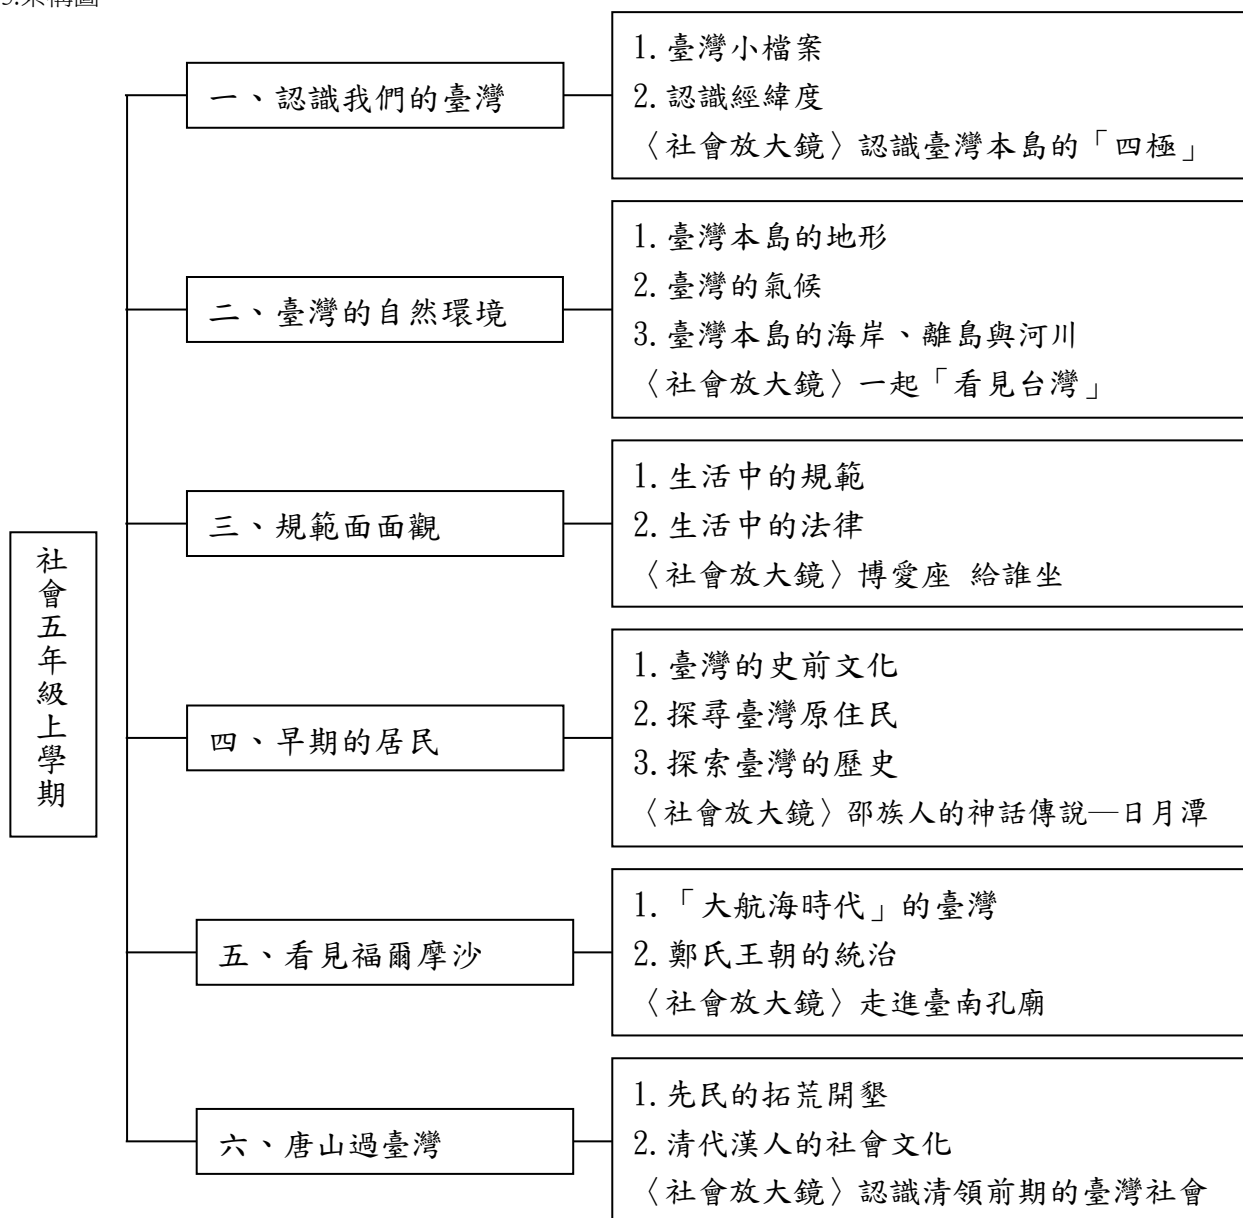 3.架構圖
社會五年級上學期
一、認識我們的臺灣
1.臺灣小檔案
2.認識經緯度
〈社會放大鏡〉認識臺灣本島的「四極」
二、臺灣的自然環境
1.臺灣本島的地形
2.臺灣的氣候
3.臺灣本島的海岸、離島與河川
〈社會放大鏡〉一起「看見台灣」
三、規範面面觀
1.生活中的規範
2.生活中的法律
〈社會放大鏡〉博愛座 給誰坐
四、早期的居民
1.臺灣的史前文化
2.探尋臺灣原住民
3.探索臺灣的歷史
〈社會放大鏡〉邵族人的神話傳說─日月潭
五、看見福爾摩沙
1.「大航海時代」的臺灣
2.鄭氏王朝的統治
〈社會放大鏡〉走進臺南孔廟
六、唐山過臺灣
1.先民的拓荒開墾
2.清代漢人的社會文化
〈社會放大鏡〉認識清領前期的臺灣社會